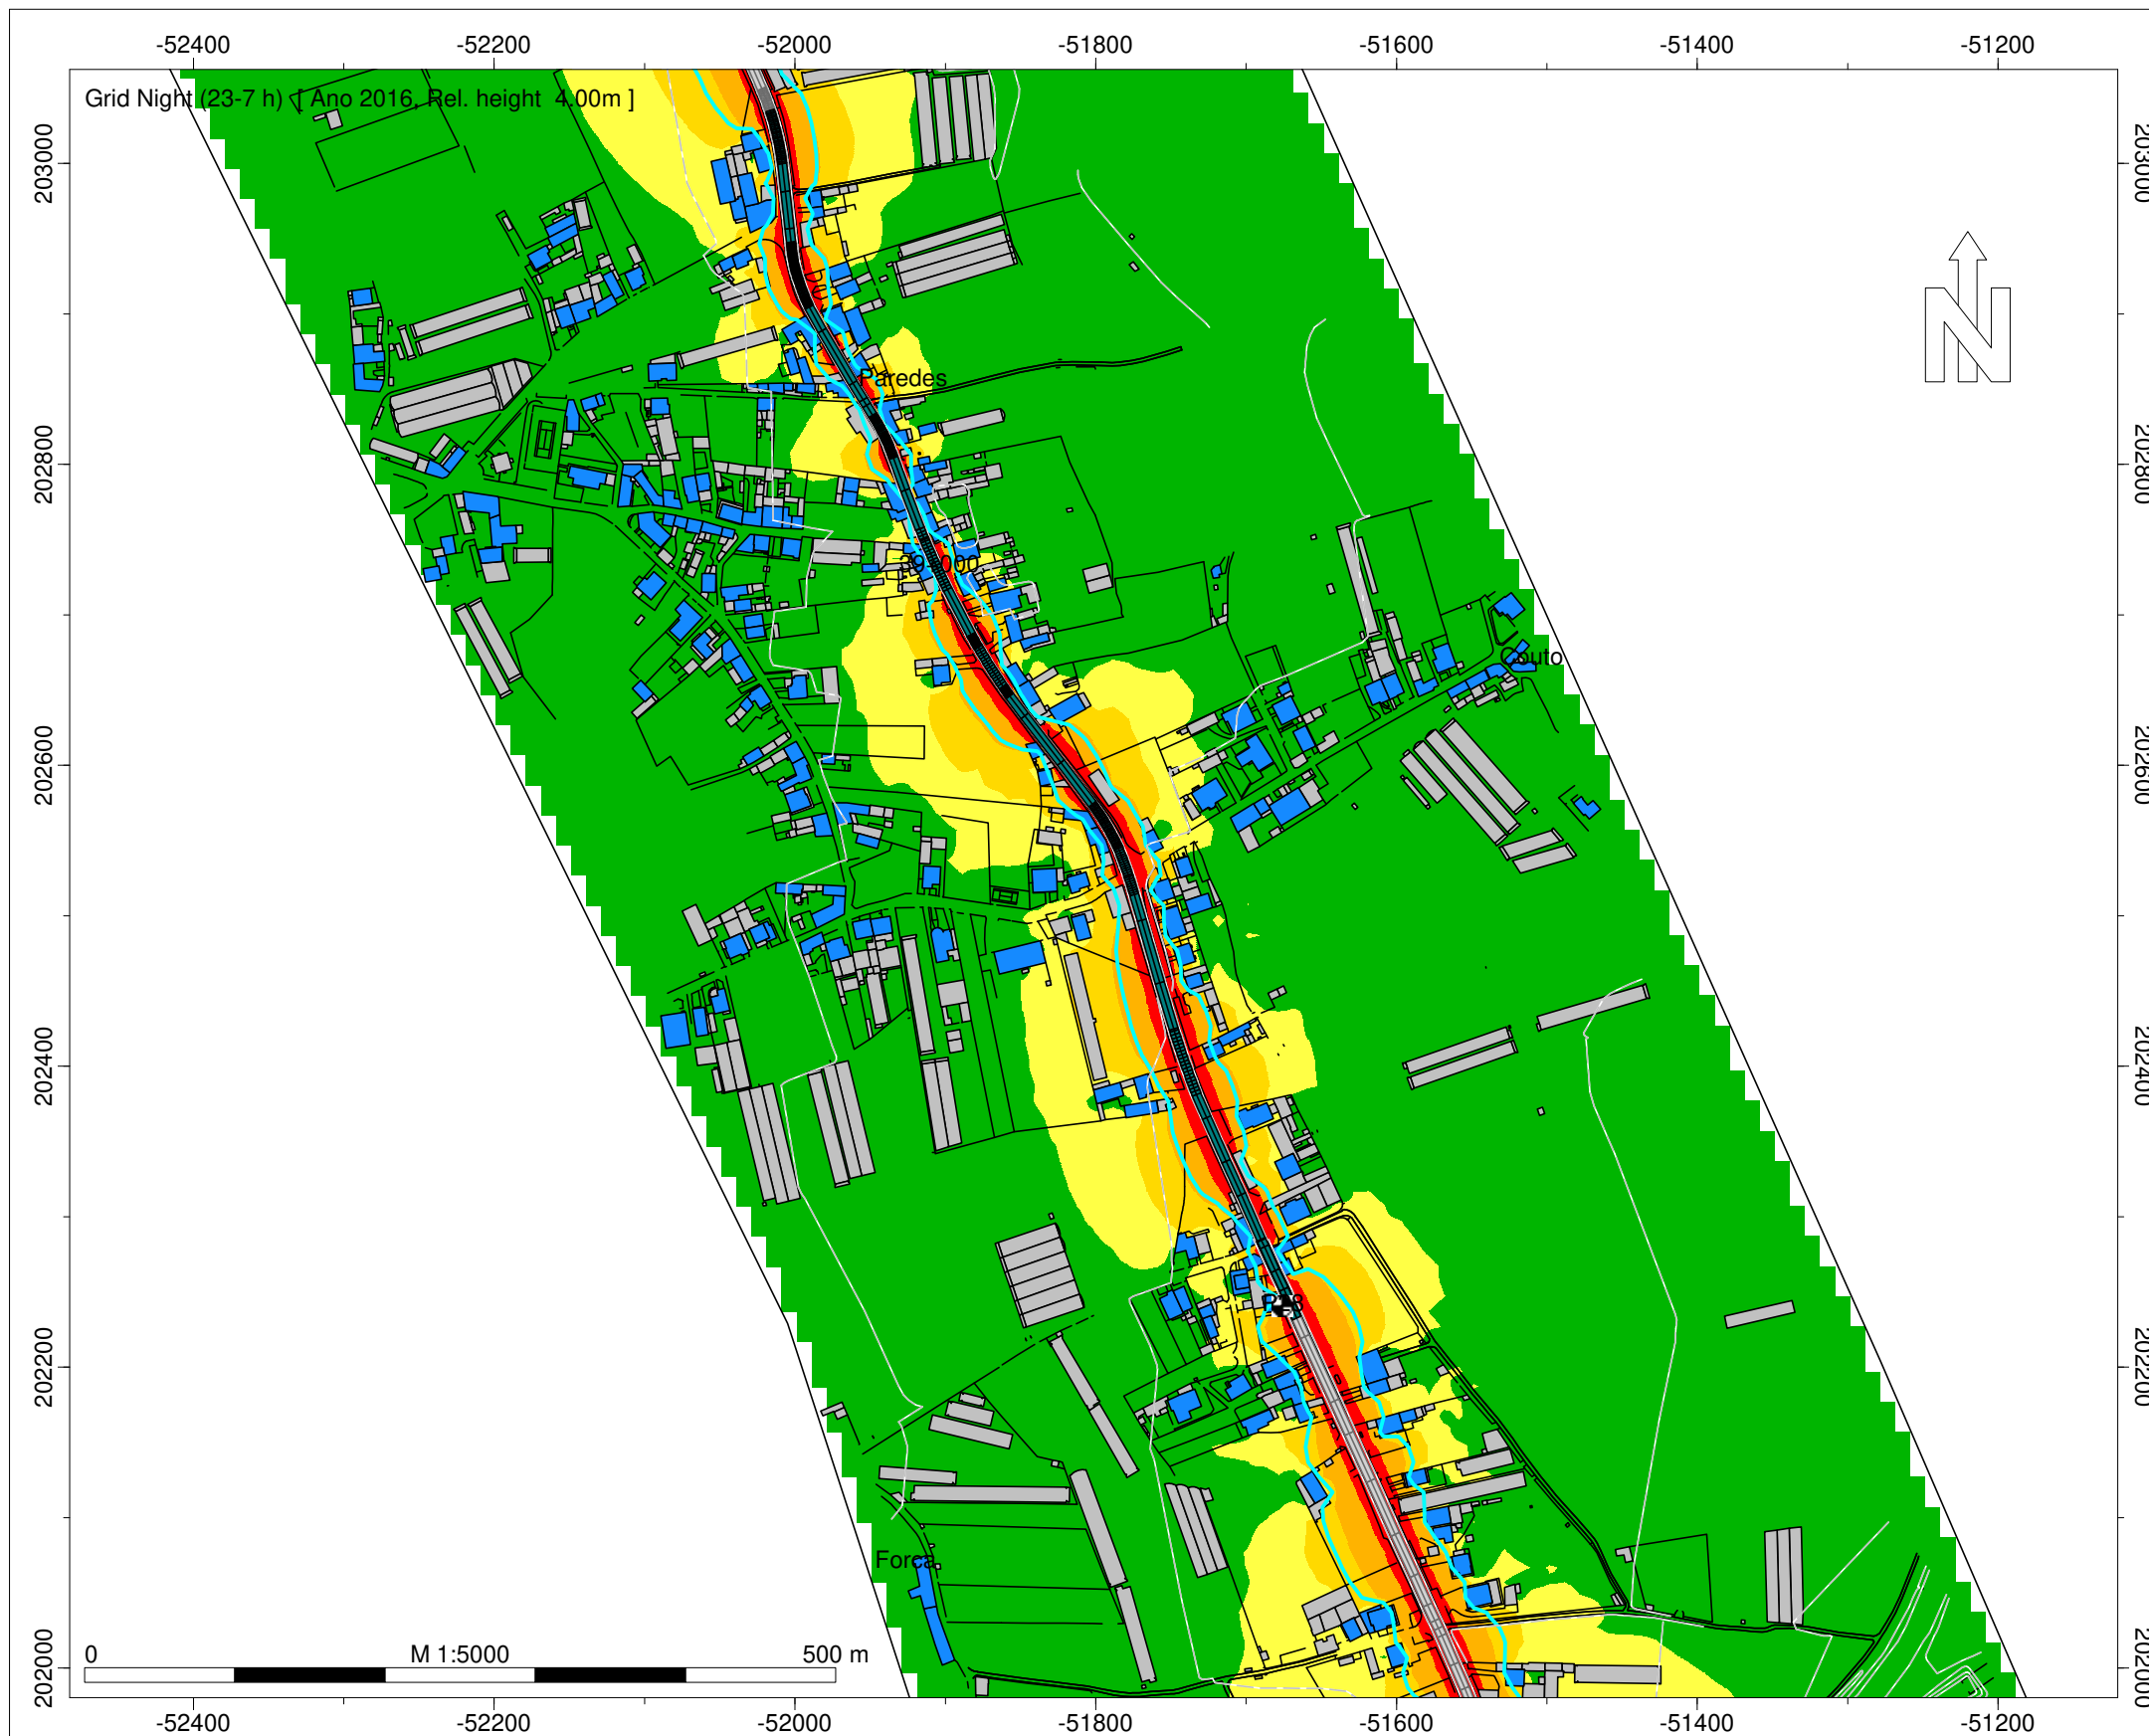 -52400 -52200 -52000 -51800 -51600 -51400 -51200
Grid Night (23-7 h) [ Ano 2016, Rel. height 4.00m ]
203000 203000
N
Paredes
202800 202800
39+000
Couto
202600 202600
202400 202400
202200 202200
Forca
0 M 1:5000 500 m
202000 202000
-52400 -52200 -52000 -51800 -51600 -51400 -51200